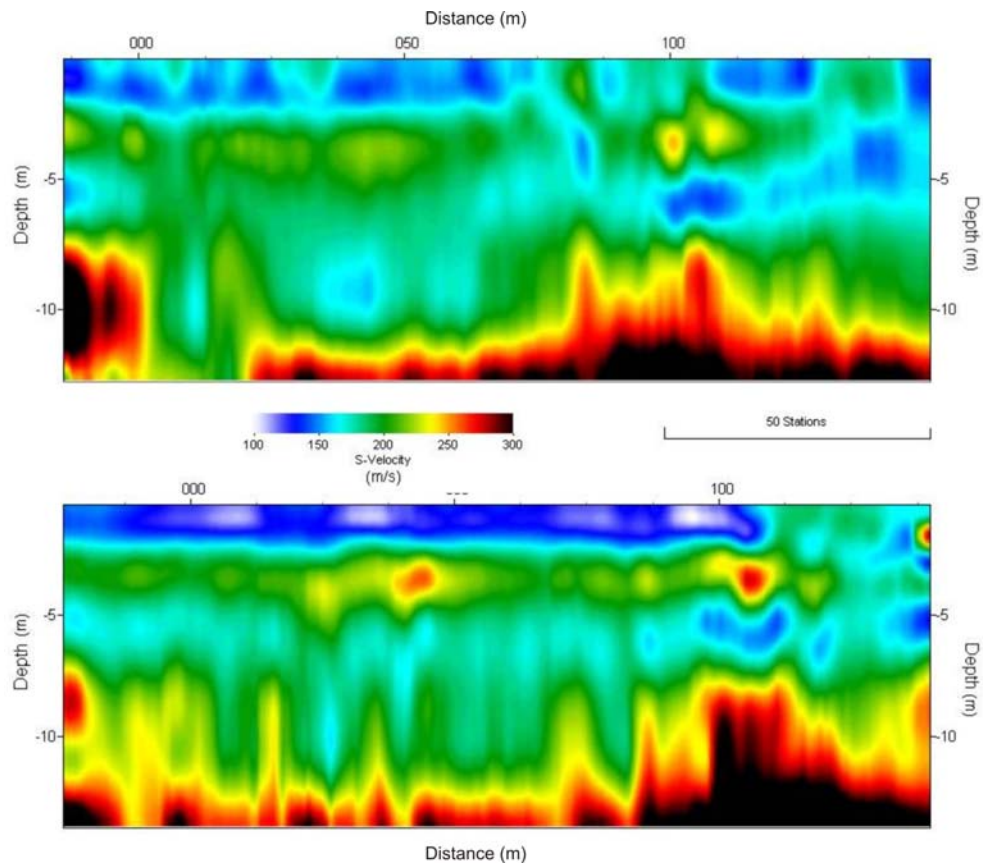 Distance (m)
000 050 100
-5 -5
Depth (m) Depth (m)
-10 -10
50 Stations
100 150 200 250 300
S-Velocity
(m/s)
000 --- 100
-5 -5
Depth (m) Depth (m)
-10 -10
Distance (m)